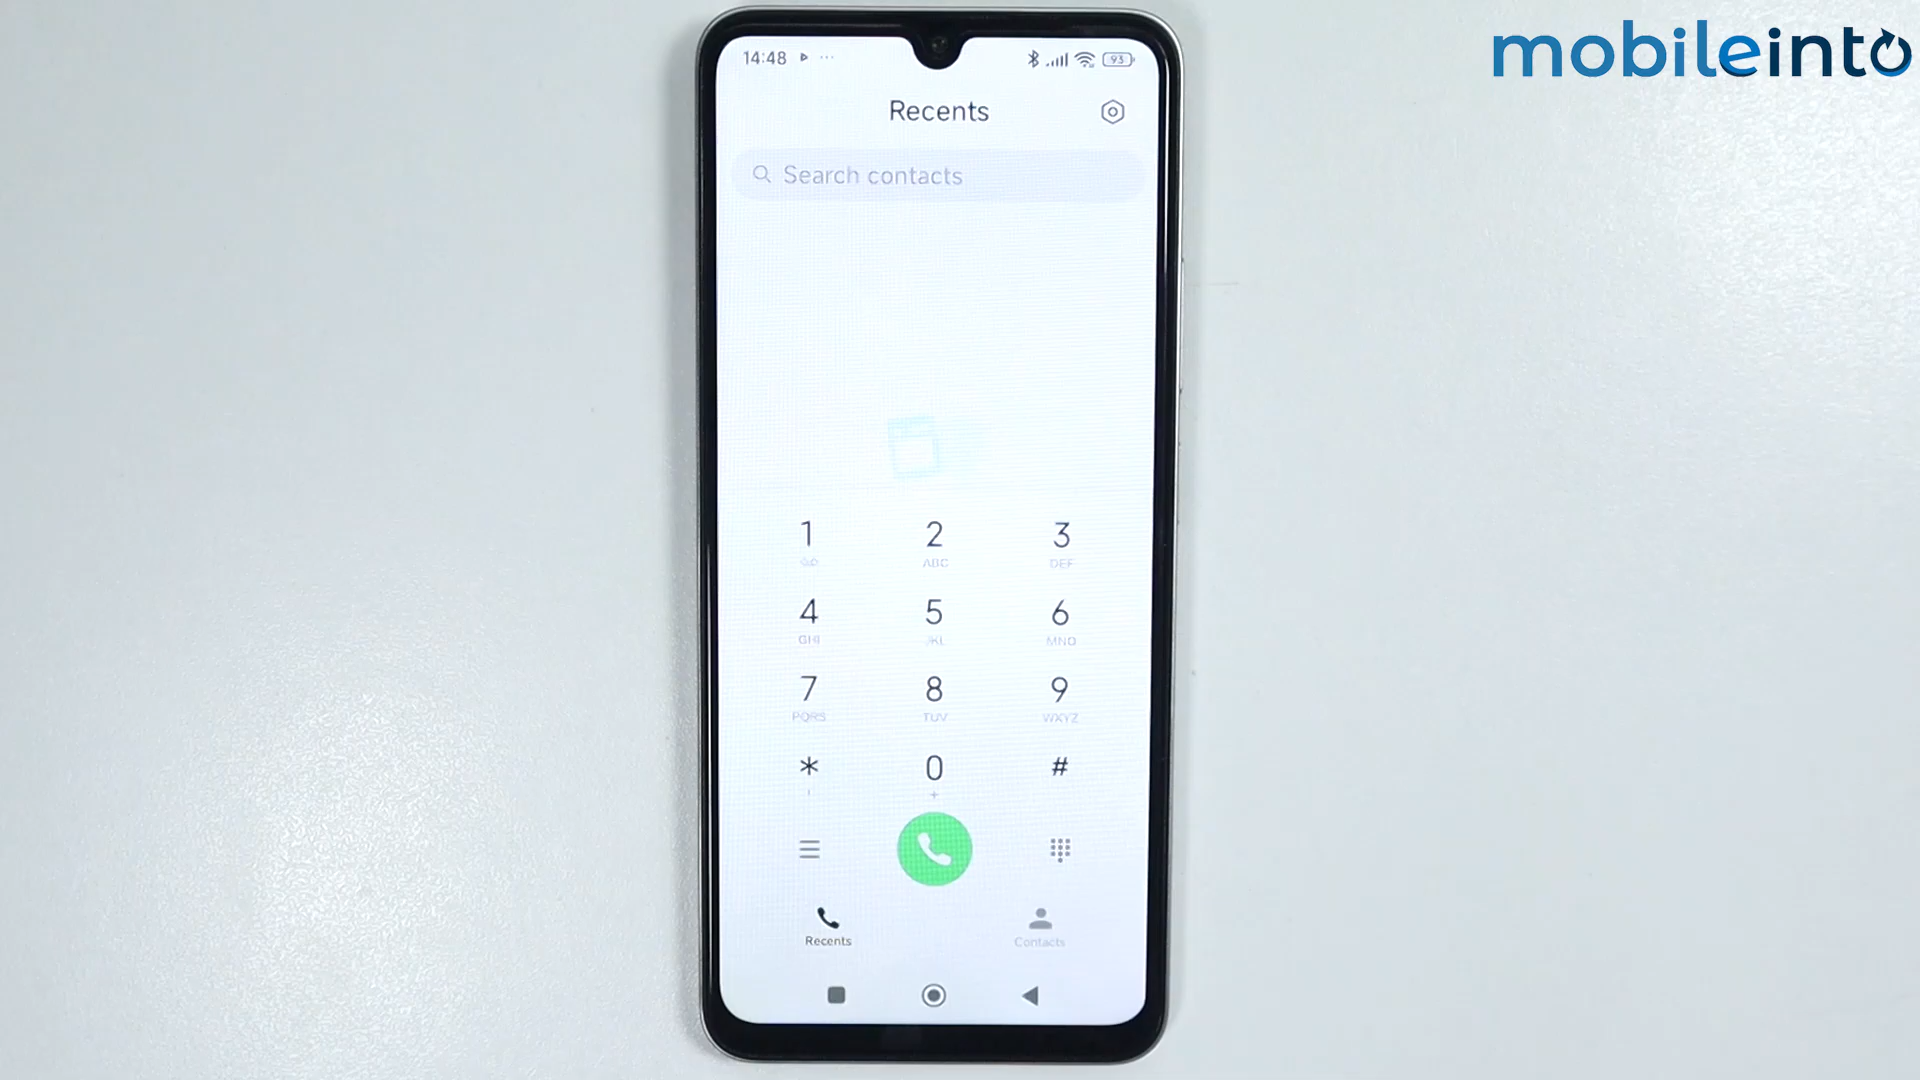 mobileinto
14:48
93
Recents
Search contacts
1 2 3
ABC DEF
4 5 6
GHI JKL MNO
7 8 9
PQRS TUV WXYZ
* 0 #
, +
Recents Contacts